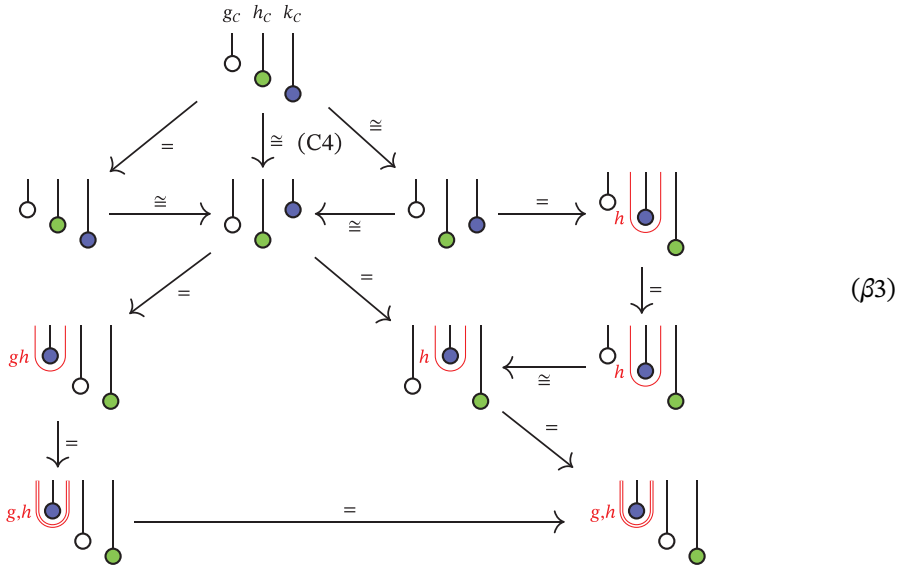 g_C h_C k_C
≅
= ≅ (C4)
≅ = h
≅
= = = (β3)
gh h h
≅
= =
g,h = g,h